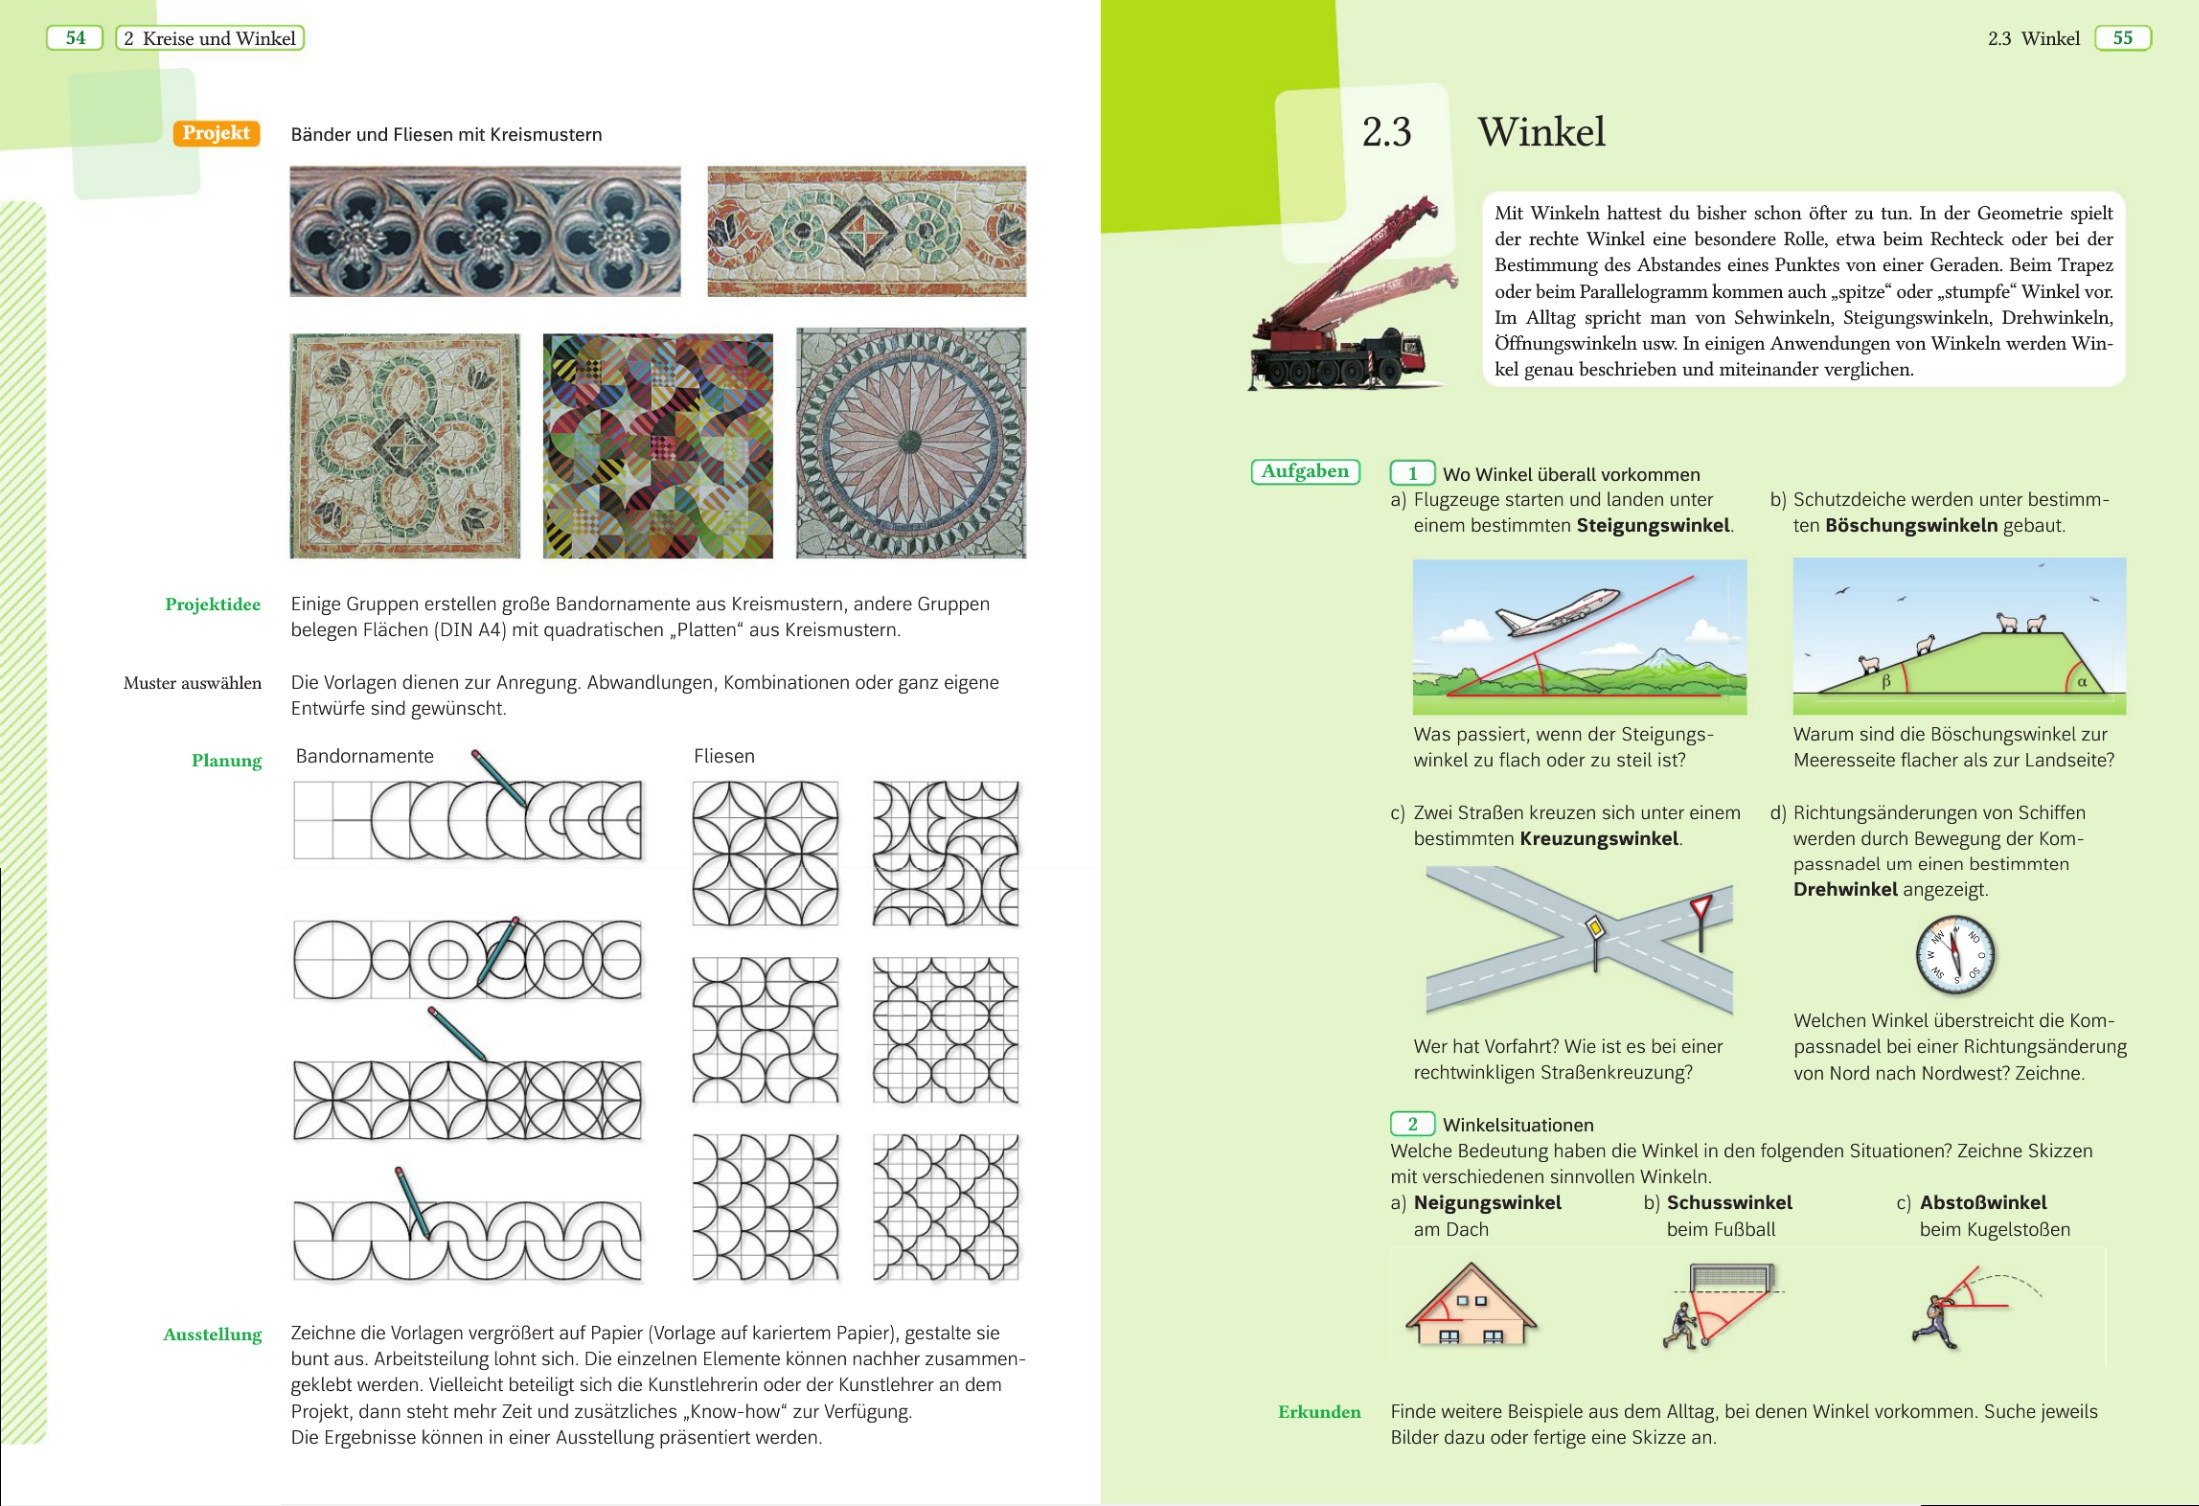 54
2 Kreise und Winkel
Projekt
Bänder und Fliesen mit Kreismustern
Projektidee
Einige Gruppen erstellen große Bandornamente aus Kreismustern, andere Gruppen
belegen Flächen (DIN A4) mit quadratischen „Platten“ aus Kreismustern.
Muster auswählen
Die Vorlagen dienen zur Anregung. Abwandlungen, Kombinationen oder ganz eigene
Entwürfe sind gewünscht.
Planung
Bandornamente
Fliesen
Ausstellung
Zeichne die Vorlagen vergrößert auf Papier (Vorlage auf kariertem Papier), gestalte sie
bunt aus. Arbeitsteilung lohnt sich. Die einzelnen Elemente können nachher zusammen-
geklebt werden. Vielleicht beteiligt sich die Kunstlehrerin oder der Kunstlehrer an dem
Projekt, dann steht mehr Zeit und zusätzliches „Know-how“ zur Verfügung.
Die Ergebnisse können in einer Ausstellung präsentiert werden.
2.3 Winkel
55
2.3 Winkel
Mit Winkeln hattest du bisher schon öfter zu tun. In der Geometrie spielt
der rechte Winkel eine besondere Rolle, etwa beim Rechteck oder bei der
Bestimmung des Abstandes eines Punktes von einer Geraden. Beim Trapez
oder beim Parallelogramm kommen auch „spitze“ oder „stumpfe“ Winkel vor.
Im Alltag spricht man von Sehwinkeln, Steigungswinkeln, Drehwinkeln,
Öffnungswinkeln usw. In einigen Anwendungen von Winkeln werden Win-
kel genau beschrieben und miteinander verglichen.
Aufgaben
1 Wo Winkel überall vorkommen
a) Flugzeuge starten und landen unter
einem bestimmten Steigungswinkel.
Was passiert, wenn der Steigungs-
winkel zu flach oder zu steil ist?
b) Schutzdeiche werden unter bestimm-
ten Böschungswinkeln gebaut.
β
α
Warum sind die Böschungswinkel zur
Meeresseite flacher als zur Landseite?
c) Zwei Straßen kreuzen sich unter einem
bestimmten Kreuzungswinkel.
Wer hat Vorfahrt? Wie ist es bei einer
rechtwinkligen Straßenkreuzung?
d) Richtungsänderungen von Schiffen
werden durch Bewegung der Kom-
passnadel um einen bestimmten
Drehwinkel angezeigt.
N
NO
O
SO
S
SW
W
NW
Welchen Winkel überstreicht die Kom-
passnadel bei einer Richtungsänderung
von Nord nach Nordwest? Zeichne.
2 Winkelsituationen
Welche Bedeutung haben die Winkel in den folgenden Situationen? Zeichne Skizzen
mit verschiedenen sinnvollen Winkeln.
a) Neigungswinkel
am Dach
b) Schusswinkel
beim Fußball
c) Abstoßwinkel
beim Kugelstoßen
Erkunden
Finde weitere Beispiele aus dem Alltag, bei denen Winkel vorkommen. Suche jeweils
Bilder dazu oder fertige eine Skizze an.